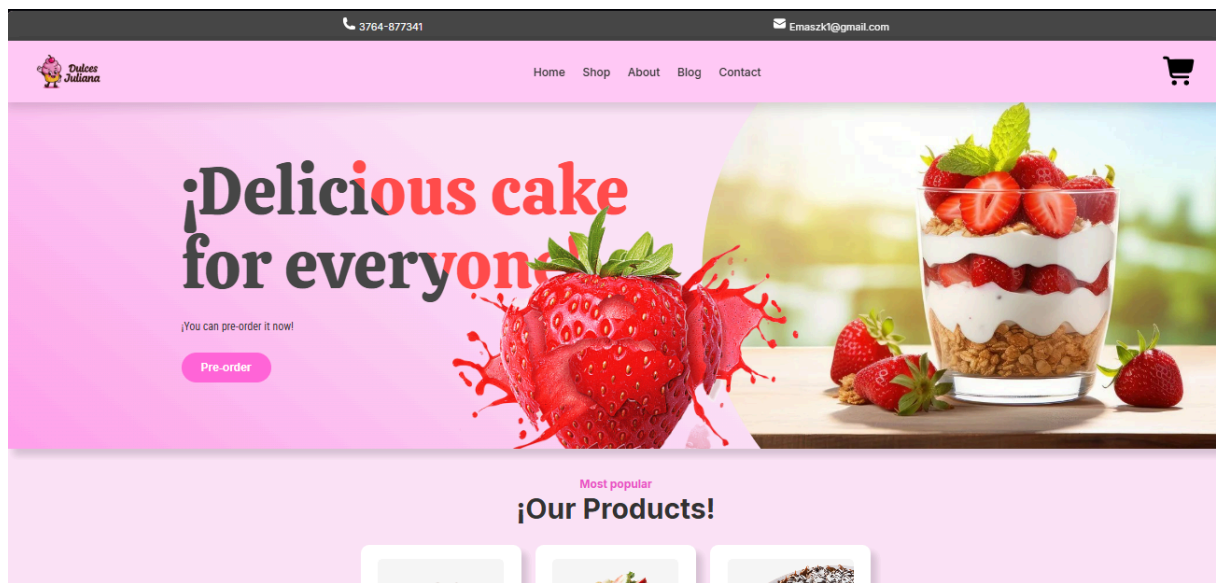 3764-877341
Emaszk1@gmail.com
Dulces
Juliana
Home Shop About Blog Contact
¡Delicious cake
for everyone!
¡You can pre-order it now!
Pre-order
Most popular
¡Our Products!